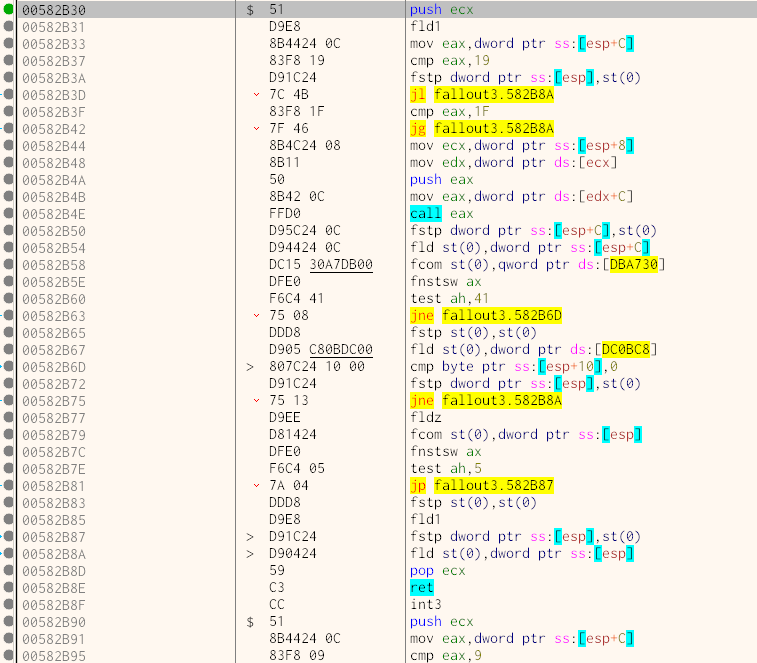 00582B30 $ 51 push ecx
00582B31 D9E8 fld1
00582B33 8B4424 0C mov eax,dword ptr ss:[esp+C]
00582B37 83F8 19 cmp eax,19
00582B3A D91C24 fstp dword ptr ss:[esp],st(0)
00582B3D 7C 4B jl fallout3.582B8A
00582B3F 83F8 1F cmp eax,1F
00582B42 7F 46 jg fallout3.582B8A
00582B44 8B4C24 08 mov ecx,dword ptr ss:[esp+8]
00582B48 8B11 mov edx,dword ptr ds:[ecx]
00582B4A 50 push eax
00582B4B 8B42 0C mov eax,dword ptr ds:[edx+C]
00582B4E FFD0 call eax
00582B50 D95C24 0C fstp dword ptr ss:[esp+C],st(0)
00582B54 D94424 0C fld st(0),dword ptr ss:[esp+C]
00582B58 DC15 30A7DB00 fcom st(0),qword ptr ds:[DBA730]
00582B5E DFE0 fnstsw ax
00582B60 F6C4 41 test ah,41
00582B63 75 08 jne fallout3.582B6D
00582B65 DDD8 fstp st(0),st(0)
00582B67 D905 C80BDC00 fld st(0),dword ptr ds:[DC0BC8]
00582B6D > 807C24 10 00 cmp byte ptr ss:[esp+10],0
00582B72 D91C24 fstp dword ptr ss:[esp],st(0)
00582B75 75 13 jne fallout3.582B8A
00582B77 D9EE fldz
00582B79 D81424 fcom st(0),dword ptr ss:[esp]
00582B7C DFE0 fnstsw ax
00582B7E F6C4 05 test ah,5
00582B81 7A 04 jp fallout3.582B87
00582B83 DDD8 fstp st(0),st(0)
00582B85 D9E8 fld1
00582B87 > D91C24 fstp dword ptr ss:[esp],st(0)
00582B8A > D90424 fld st(0),dword ptr ss:[esp]
00582B8D 59 pop ecx
00582B8E C3 ret
00582B8F CC int3
00582B90 $ 51 push ecx
00582B91 8B4424 0C mov eax,dword ptr ss:[esp+C]
00582B95 83F8 09 cmp eax,9